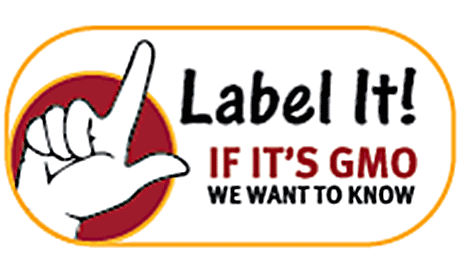 Label It!
IF IT'S GMO
WE WANT TO KNOW